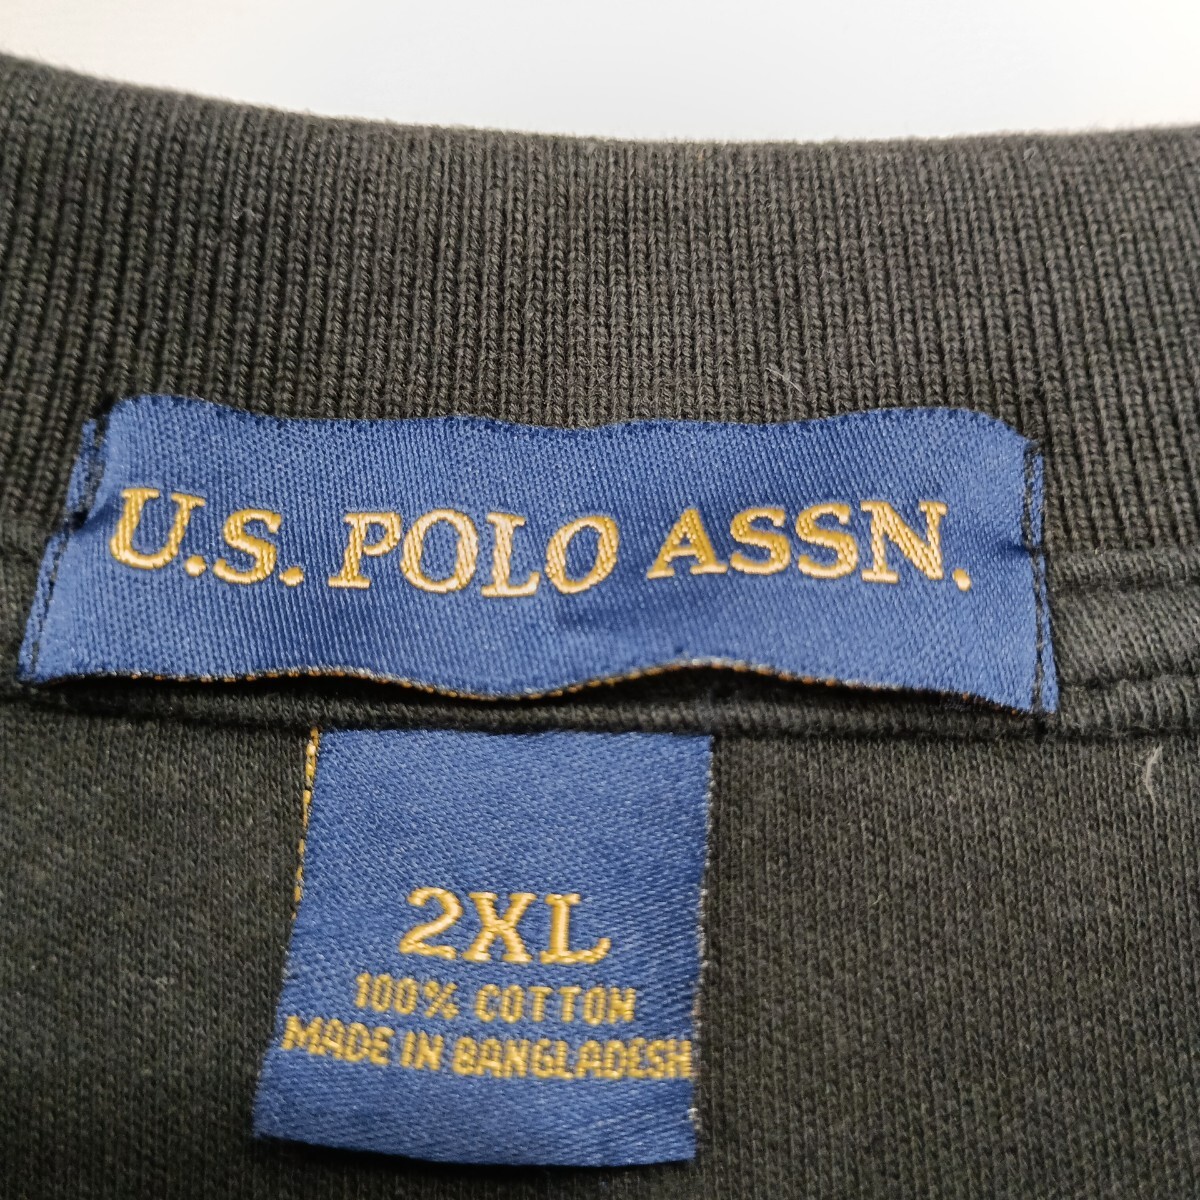 U.S. POLO ASSN.
2XL
100% COTTON
MADE IN BANGLADESH